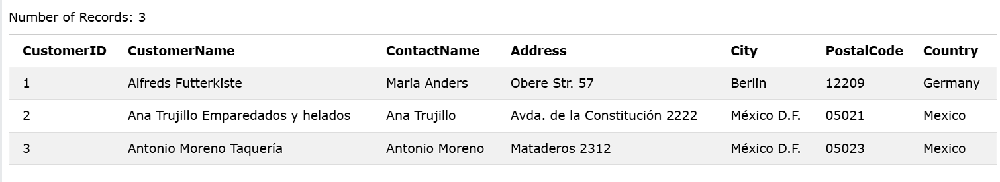 Number of Records: 3
CustomerID CustomerName ContactName Address City PostalCode Country
1 Alfreds Futterkiste Maria Anders Obere Str. 57 Berlin 12209 Germany
2 Ana Trujillo Emparedados y helados Ana Trujillo Avda. de la Constitución 2222 México D.F. 05021 Mexico
3 Antonio Moreno Taquería Antonio Moreno Mataderos 2312 México D.F. 05023 Mexico